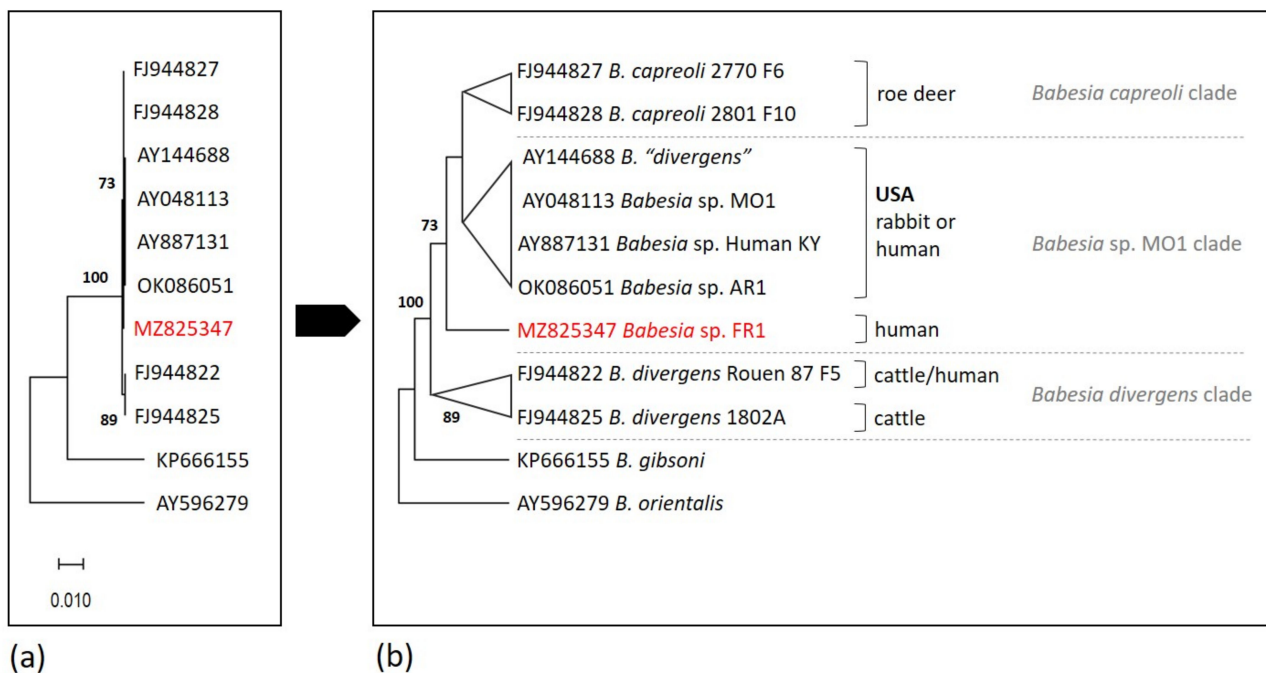 FJ944827
FJ944828
AY144688
73
AY048113
AY887131
100
OK086051
MZ825347
FJ944822
89
FJ944825
KP666155
AY596279
0.010
(a)
FJ944827 B. capreoli 2770 F6
FJ944828 B. capreoli 2801 F10
roe deer
Babesia capreoli clade
AY144688 B. “divergens”
AY048113 Babesia sp. MO1
73
AY887131 Babesia sp. Human KY
OK086051 Babesia sp. AR1
USA
rabbit or
human
Babesia sp. MO1 clade
100
MZ825347 Babesia sp. FR1
human
FJ944822 B. divergens Rouen 87 F5
cattle/human
FJ944825 B. divergens 1802A
cattle
Babesia divergens clade
89
KP666155 B. gibsoni
AY596279 B. orientalis
(b)